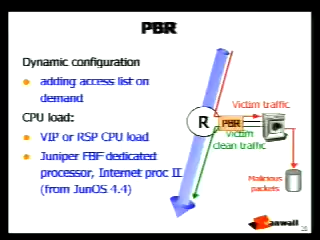 PBR
Dynamic configuration
adding access list on
demand
CPU load:
VIP or RSP CPU load
Juniper FBF dedicated
processor, Internet proc II
(from JunOS 4.4)
Victim traffic
R
PBR
Victim
clean traffic
Malicious
packets